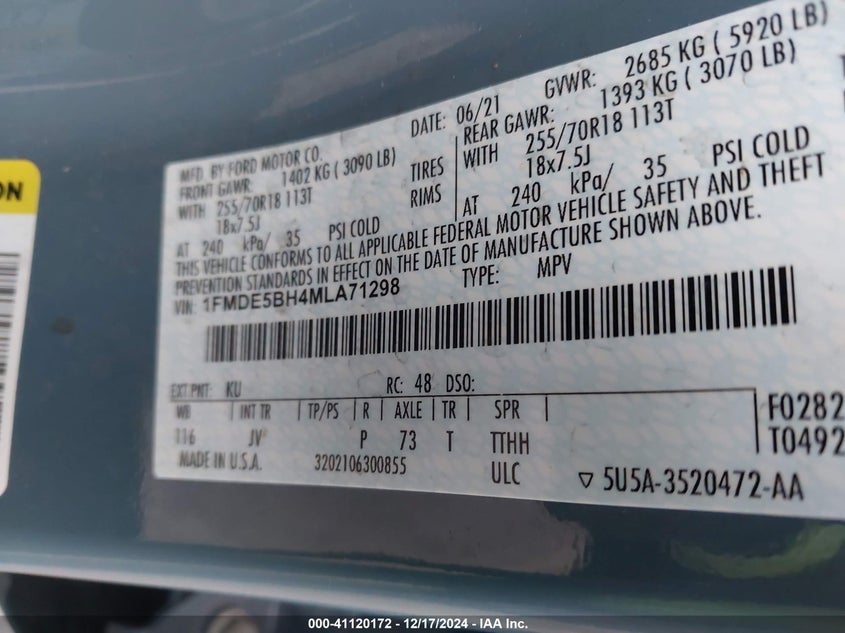 ON
MFD. BY FORD MOTOR CO.
DATE: 06/21
GVWR: 2685 KG ( 5920 LB)
FRONT GAWR: 1402 KG ( 3090 LB)
REAR GAWR: 1393 KG ( 3070 LB)
WITH 255/70R18 113T TIRES
WITH 255/70R18 113T
18x7.5J RIMS
18x7.5J
AT 240 kPa/ 35 PSI COLD
AT 240 kPa/ 35 PSI COLD
THIS VEHICLE CONFORMS TO ALL APPLICABLE FEDERAL MOTOR VEHICLE SAFETY AND THEFT
PREVENTION STANDARDS IN EFFECT ON THE DATE OF MANUFACTURE SHOWN ABOVE.
VIN: 1FMDE5BH4MLA71298
TYPE: MPV
EXT PNT: KU RC: 48 DSO:
WB | INT TR | TP/PS | R | AXLE | TR | SPR |
116 JV P 73 T TTHH
MADE IN U.S.A. 3202106300855 ULC
F0282
T0492
▽ 5U5A-3520472-AA
000-41120172 — 12/17/2024 - IAA Inc.